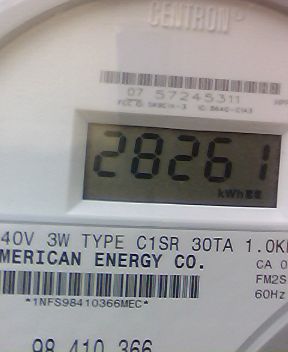 CENTRON
07 57245311
28261
kWh
40V 3W TYPE C1SR 30TA 1.0K
MERICAN ENERGY CO.
CA 0
FM2S
*1NFS98410366MEC*
60Hz
98 410 366